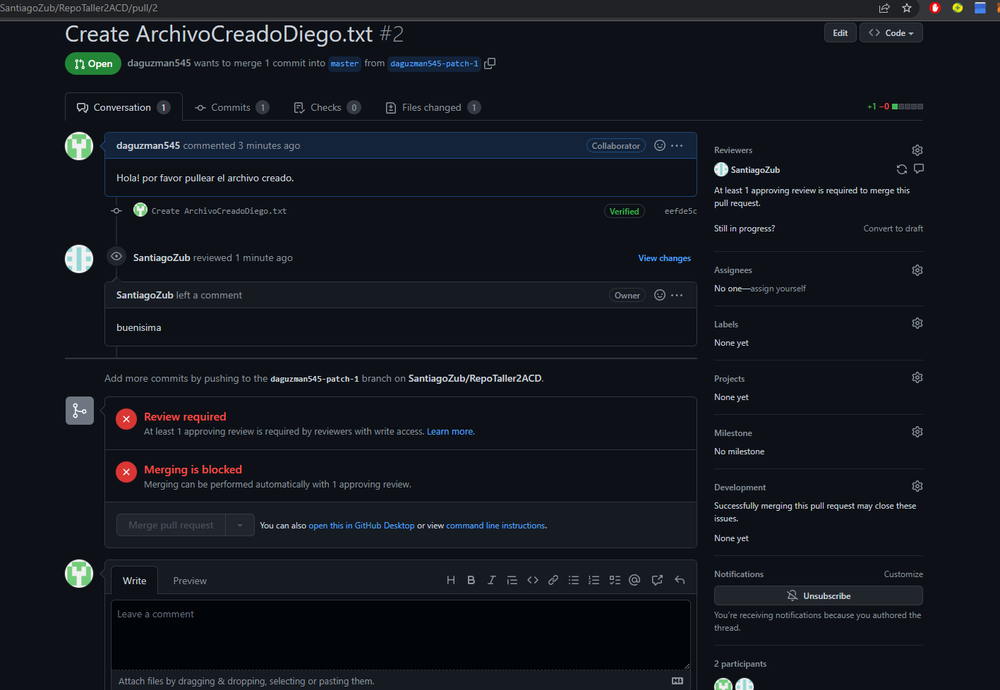 SantiagoZub/RepoTaller2ACD/pull/2
Create ArchivoCreadoDiego.txt #2
Edit
Code
Open
daguzman545 wants to merge 1 commit into master from daguzman545-patch-1
Conversation 1
Commits 1
Checks 0
Files changed 1
+1 −0
daguzman545 commented 3 minutes ago
Collaborator
Hola! por favor pullear el archivo creado.
Create ArchivoCreadoDiego.txt
Verified
eefde5c
SantiagoZub reviewed 1 minute ago
View changes
SantiagoZub left a comment
Owner
buenisima
Add more commits by pushing to the daguzman545-patch-1 branch on SantiagoZub/RepoTaller2ACD.
Review required
At least 1 approving review is required by reviewers with write access. Learn more.
Merging is blocked
Merging can be performed automatically with 1 approving review.
Merge pull request
You can also open this in GitHub Desktop or view command line instructions.
Write
Preview
Leave a comment
Attach files by dragging & dropping, selecting or pasting them.
Reviewers
SantiagoZub
At least 1 approving review is required to merge this
pull request.
Still in progress?
Convert to draft
Assignees
No one—assign yourself
Labels
None yet
Projects
None yet
Milestone
No milestone
Development
Successfully merging this pull request may close these
issues.
None yet
Notifications
Customize
Unsubscribe
You're receiving notifications because you authored the
thread.
2 participants